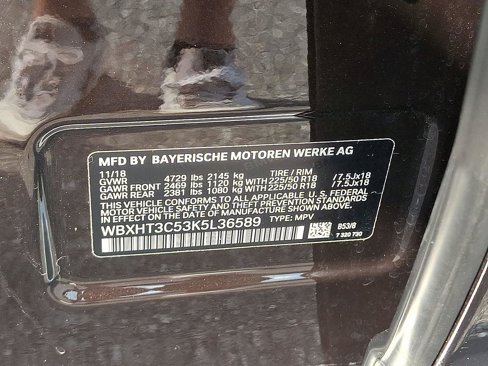 MFD BY BAYERISCHE MOTOREN WERKE AG
11/18 TIRE / RIM
GVWR 4729 lbs 2145 kg
GAWR FRONT 2469 lbs 1120 kg WITH 225/50 R18 /7.5Jx18
GAWR REAR 2381 lbs 1080 kg WITH 225/50 R18 /7.5Jx18
THIS VEHICLE CONFORMS TO ALL APPLICABLE FEDERAL
MOTOR VEHICLE SAFETY, BUMPER, AND THEFT PREVENTION STANDARDS
IN EFFECT ON THE DATE OF MANUFACTURE SHOWN ABOVE.
WBXHT3C53K5L36589 TYPE: MPV
B53/8
7 320 730